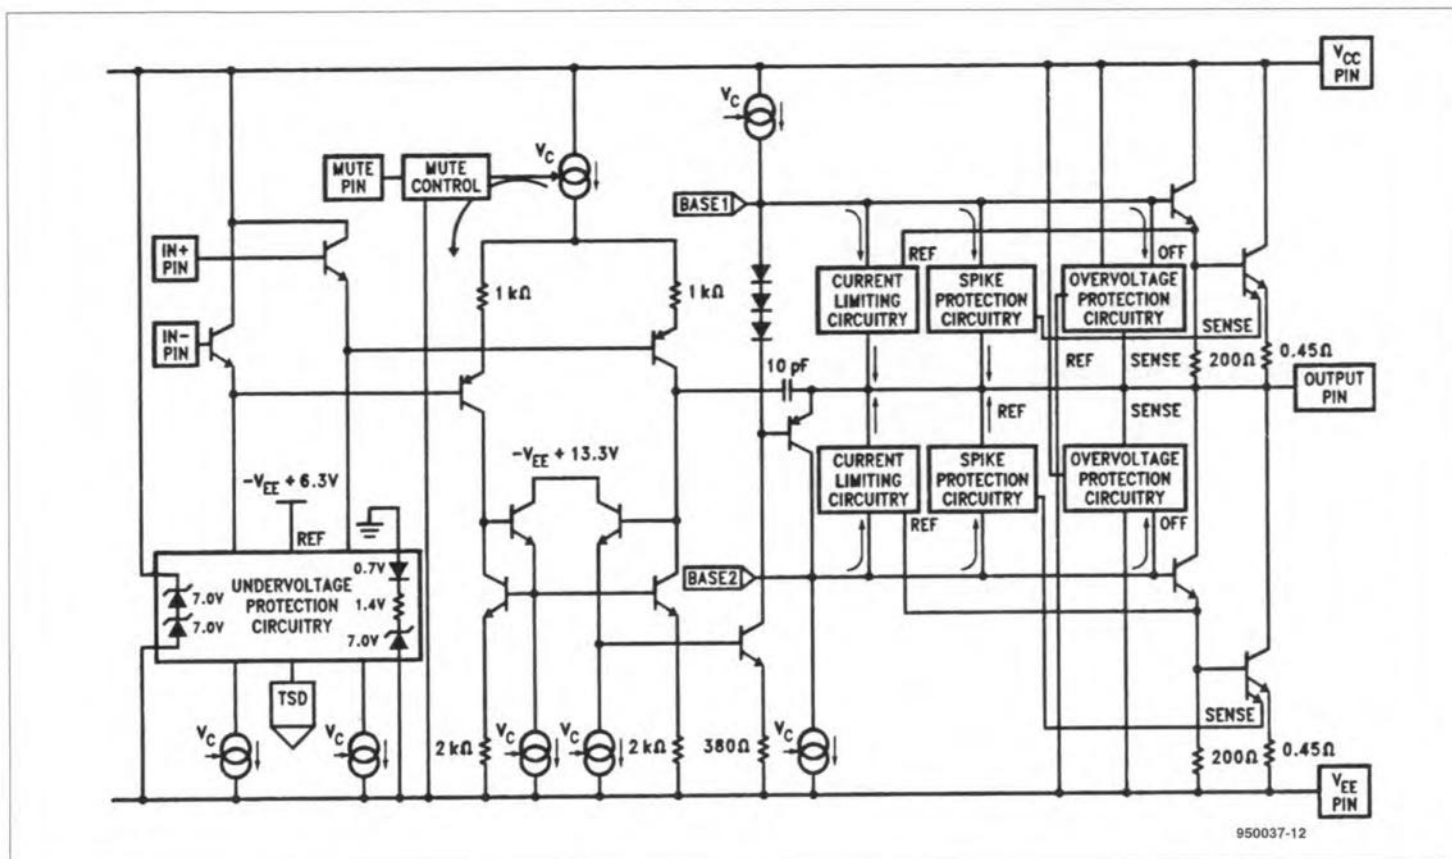 VCC
PIN
VC
VC
MUTE
PIN
MUTE
CONTROL
BASE1
IN+
PIN
IN-
PIN
1 kΩ
1 kΩ
REF
OFF
CURRENT
LIMITING
CIRCUITRY
SPIKE
PROTECTION
CIRCUITRY
OVERVOLTAGE
PROTECTION
CIRCUITRY
SENSE
REF
SENSE
200Ω
0.45Ω
10 pF
OUTPUT
PIN
REF
SENSE
-VEE + 13.3V
-VEE + 6.3V
REF
CURRENT
LIMITING
CIRCUITRY
SPIKE
PROTECTION
CIRCUITRY
OVERVOLTAGE
PROTECTION
CIRCUITRY
REF
OFF
BASE2
0.7V
1.4V
7.0V
7.0V
7.0V
UNDERVOLTAGE
PROTECTION
CIRCUITRY
TSD
VC
VC
2 kΩ
VC
VC
2 kΩ
380Ω
VC
SENSE
200Ω
0.45Ω
VEE
PIN
950037-12